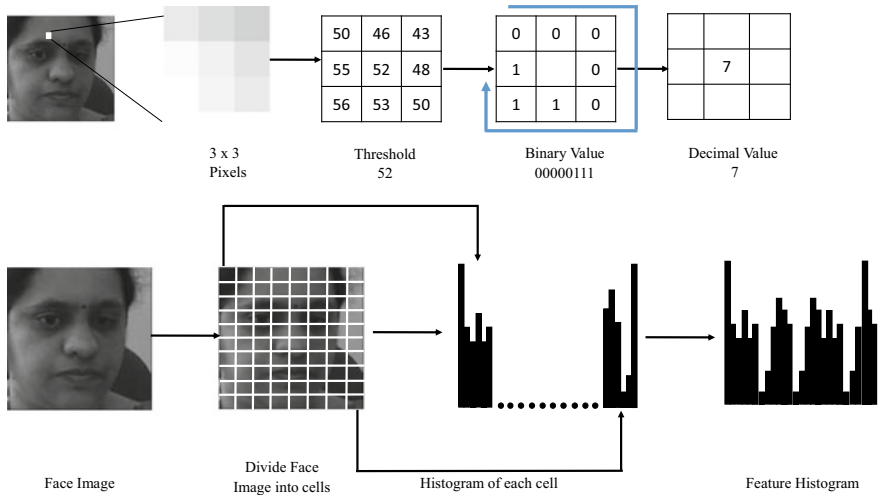 50 46 43
55 52 48
56 53 50
0 0 0
1 0
1 1 0
7
3 x 3
Pixels
Threshold
52
Binary Value
00000111
Decimal Value
7
Face Image
Divide Face
Image into cells
Histogram of each cell
Feature Histogram